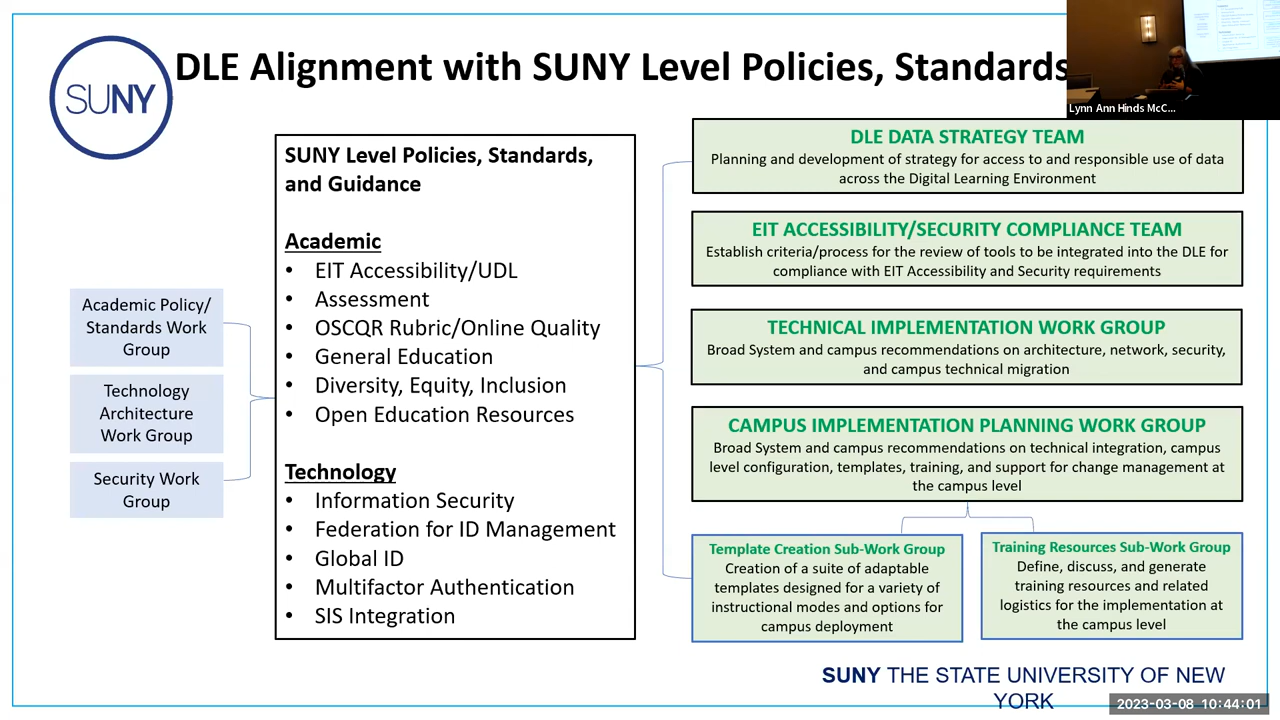 SUNY
DLE Alignment with SUNY Level Policies, Standards
Lynn Ann Hinds McC...
Academic Policy/
Standards Work
Group
Technology
Architecture
Work Group
Security Work
Group
SUNY Level Policies, Standards,
and Guidance
Academic
• EIT Accessibility/UDL
• Assessment
• OSCQR Rubric/Online Quality
• General Education
• Diversity, Equity, Inclusion
• Open Education Resources
Technology
• Information Security
• Federation for ID Management
• Global ID
• Multifactor Authentication
• SIS Integration
DLE DATA STRATEGY TEAM
Planning and development of strategy for access to and responsible use of data
across the Digital Learning Environment
EIT ACCESSIBILITY/SECURITY COMPLIANCE TEAM
Establish criteria/process for the review of tools to be integrated into the DLE for
compliance with EIT Accessibility and Security requirements
TECHNICAL IMPLEMENTATION WORK GROUP
Broad System and campus recommendations on architecture, network, security,
and campus technical migration
CAMPUS IMPLEMENTATION PLANNING WORK GROUP
Broad System and campus recommendations on technical integration, campus
level configuration, templates, training, and support for change management at
the campus level
Template Creation Sub-Work Group
Creation of a suite of adaptable
templates designed for a variety of
instructional modes and options for
campus deployment
Training Resources Sub-Work Group
Define, discuss, and generate
training resources and related
logistics for the implementation at
the campus level
SUNY THE STATE UNIVERSITY OF NEW
YORK
2023-03-08 10:44:01